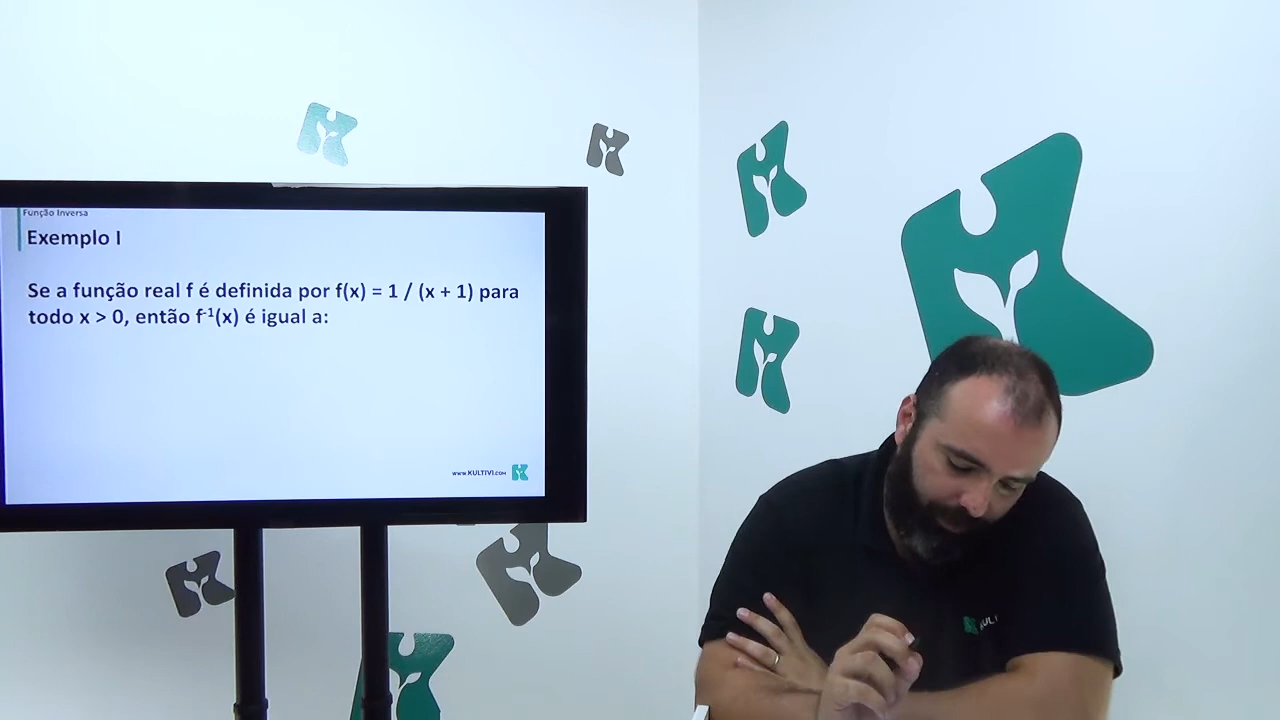 Função Inversa
Exemplo I
Se a função real f é definida por f(x) = 1 / (x + 1) para
todo x > 0, então f⁻¹(x) é igual a:
www.KULTIVI.com
KULT